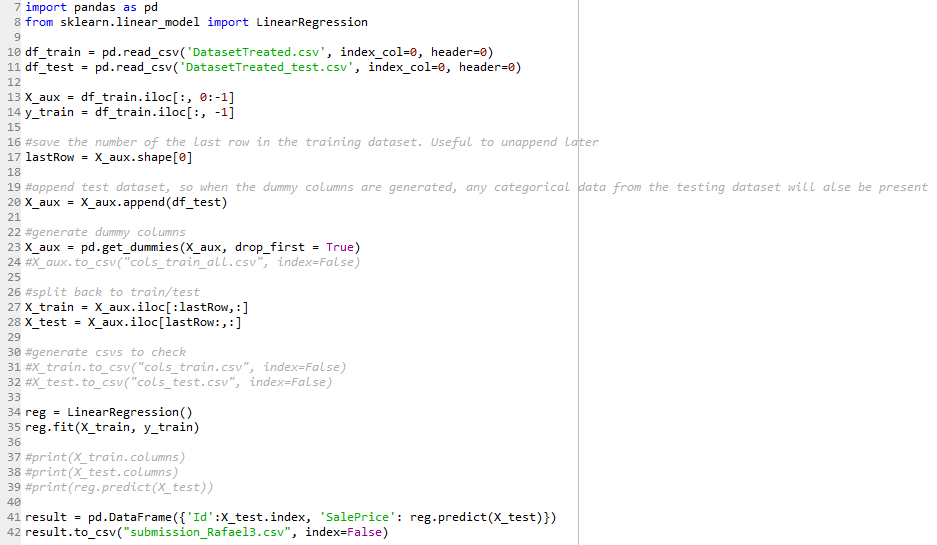 7 import pandas as pd
8 from sklearn.linear_model import LinearRegression
9
10 df_train = pd.read_csv('DatasetTreated.csv', index_col=0, header=0)
11 df_test = pd.read_csv('DatasetTreated_test.csv', index_col=0, header=0)
12
13 X_aux = df_train.iloc[:, 0:-1]
14 y_train = df_train.iloc[:, -1]
15
16 #save the number of the last row in the training dataset. Useful to unappend later
17 lastRow = X_aux.shape[0]
18
19 #append test dataset, so when the dummy columns are generated, any categorical data from the testing dataset will alse be present
20 X_aux = X_aux.append(df_test)
21
22 #generate dummy columns
23 X_aux = pd.get_dummies(X_aux, drop_first = True)
24 #X_aux.to_csv("cols_train_all.csv", index=False)
25
26 #split back to train/test
27 X_train = X_aux.iloc[:lastRow,:]
28 X_test = X_aux.iloc[lastRow:,:]
29
30 #generate csvs to check
31 #X_train.to_csv("cols_train.csv", index=False)
32 #X_test.to_csv("cols_test.csv", index=False)
33
34 reg = LinearRegression()
35 reg.fit(X_train, y_train)
36
37 #print(X_train.columns)
38 #print(X_test.columns)
39 #print(reg.predict(X_test))
40
41 result = pd.DataFrame({'Id':X_test.index, 'SalePrice': reg.predict(X_test)})
42 result.to_csv("submission_Rafael3.csv", index=False)